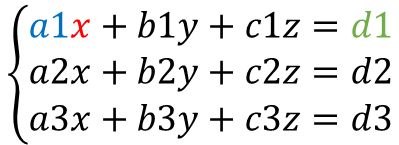 a1x + b1y + c1z = d1
a2x + b2y + c2z = d2
a3x + b3y + c3z = d3